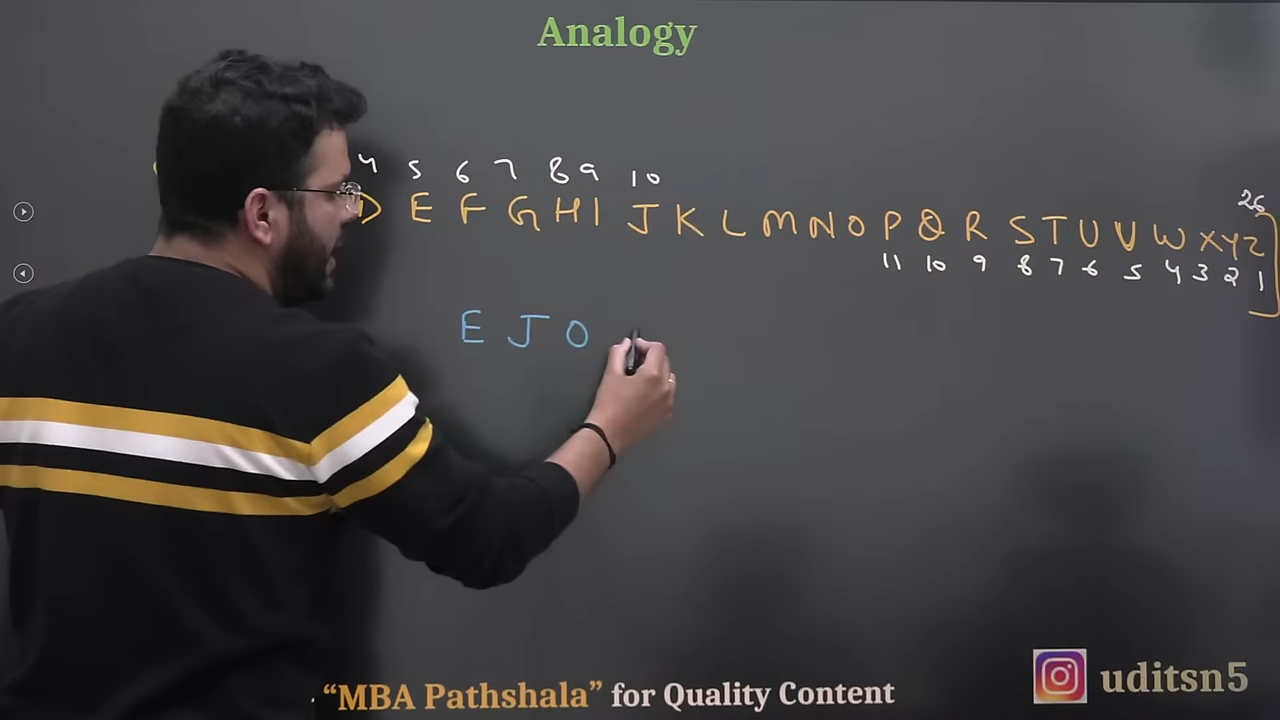 Analogy
4 5 6 7 8 9 10 26
D E F G H I J K L M N O P Q R S T U V W X Y Z
11 10 9 8 7 6 5 4 3 2 1
E J O
“MBA Pathshala” for Quality Content
uditsn5